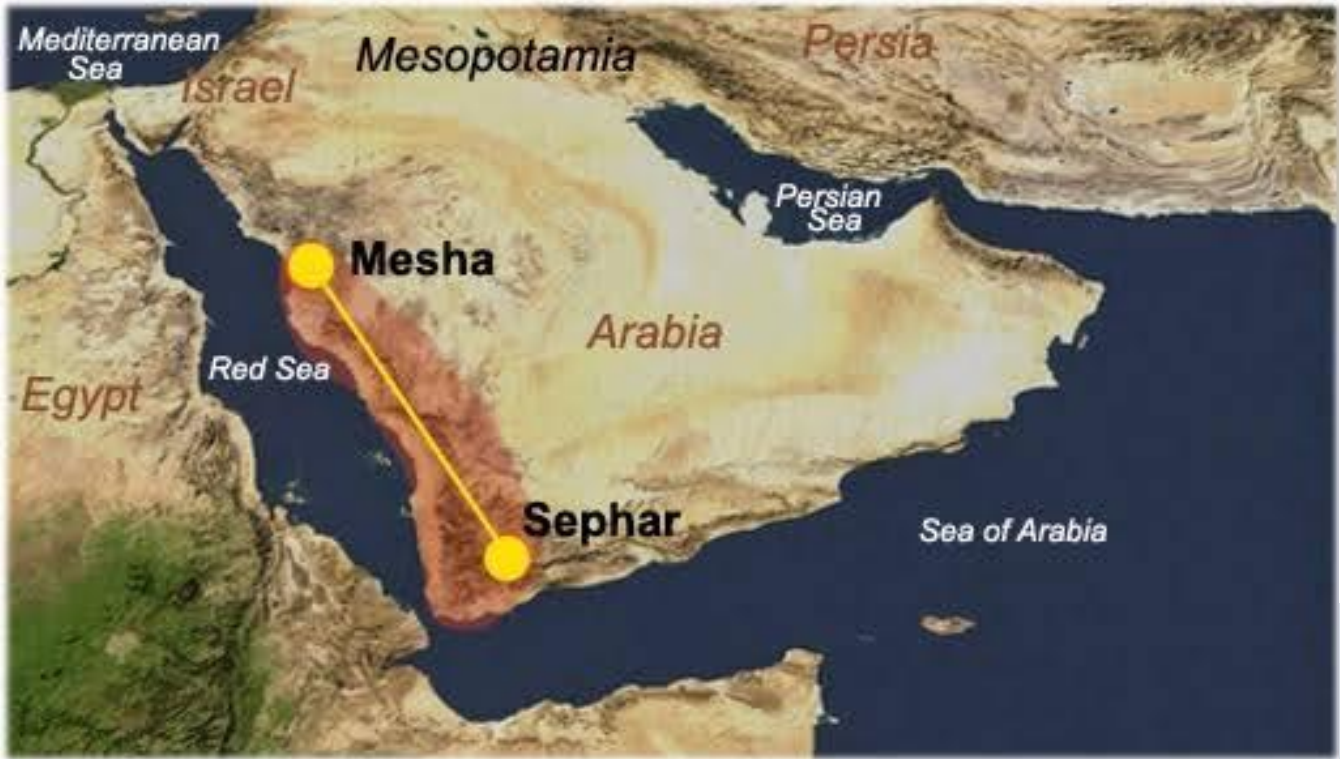 Mediterranean
Sea
Israel
Mesopotamia
Persia
Persian
Sea
Mesha
Arabia
Red Sea
Egypt
Sephar
Sea of Arabia